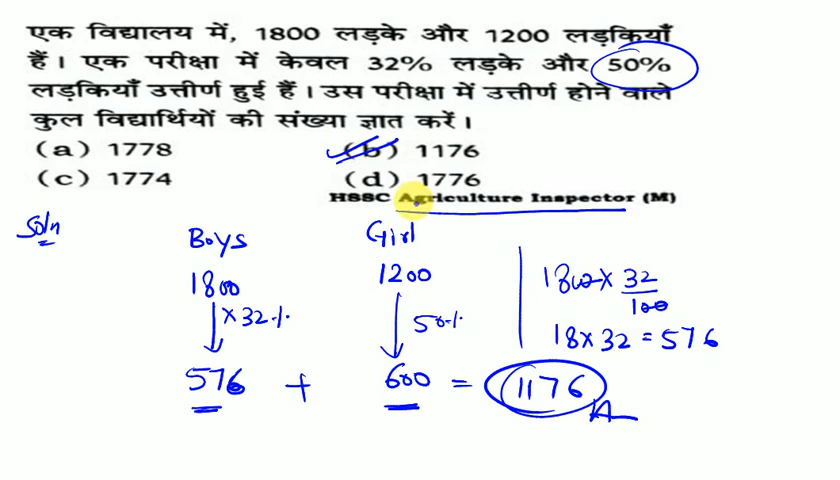 एक विद्यालय में, 1800 लड़के और 1200 लड़कियाँ
हैं। एक परीक्षा में केवल 32% लड़के और 50%
लड़कियाँ उत्तीर्ण हुई हैं। उस परीक्षा में उत्तीर्ण होने वाले
कुल विद्यार्थियों की संख्या ज्ञात करें।
(a) 1778 (b) 1176
(c) 1774 (d) 1776
HSSC Agriculture Inspector (M)
Soln
Boys Girl
1800 1200 1800 x 32/100
x 32% 50% 18 x 32 = 576
576 + 600 = 1176 A